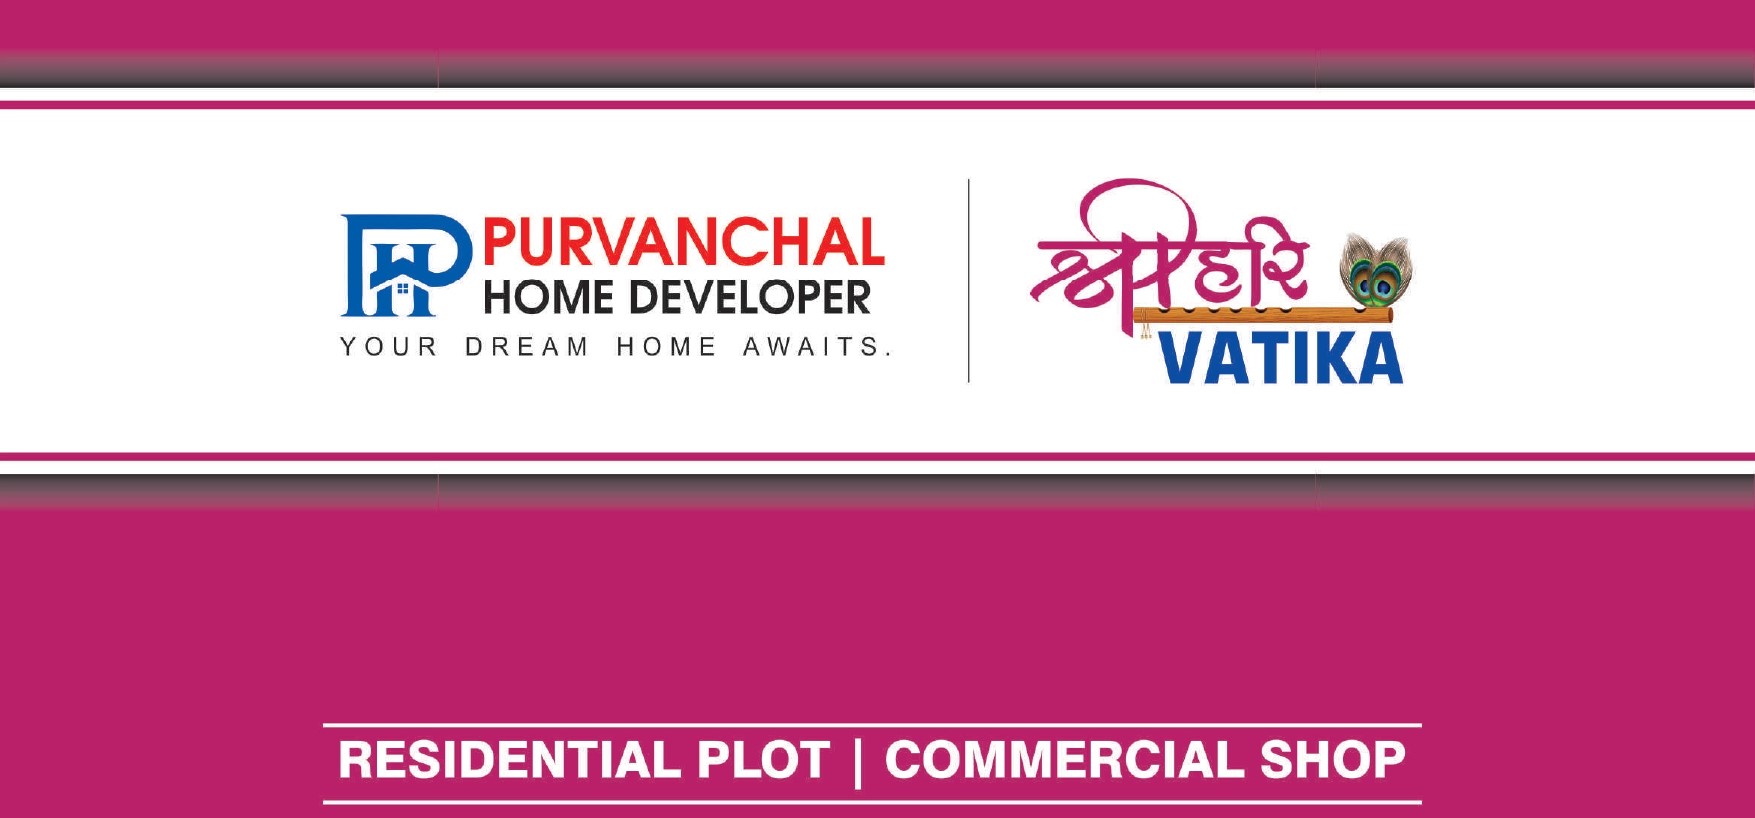 PURVANCHAL
HOME DEVELOPER
YOUR DREAM HOME AWAITS.
श्री हरि
VATIKA
RESIDENTIAL PLOT | COMMERCIAL SHOP